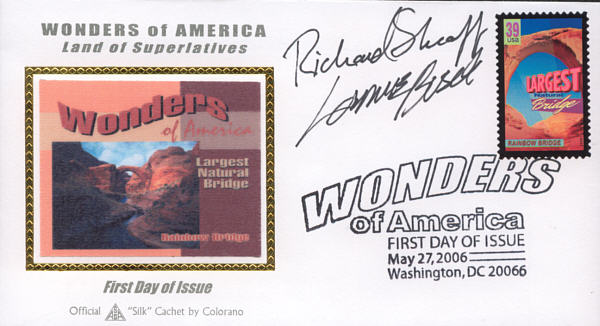 WONDERS of AMERICA
Land of Superlatives
Wonders
of America
Largest
Natural
Bridge
Rainbow Bridge
First Day of Issue
Official "Silk" Cachet by Colorano
Richard Sheaff
Lonnie Busch
39
USA
LARGEST
Natural
Bridge
RAINBOW BRIDGE
WONDERS
of America
FIRST DAY OF ISSUE
May 27, 2006
Washington, DC 20066